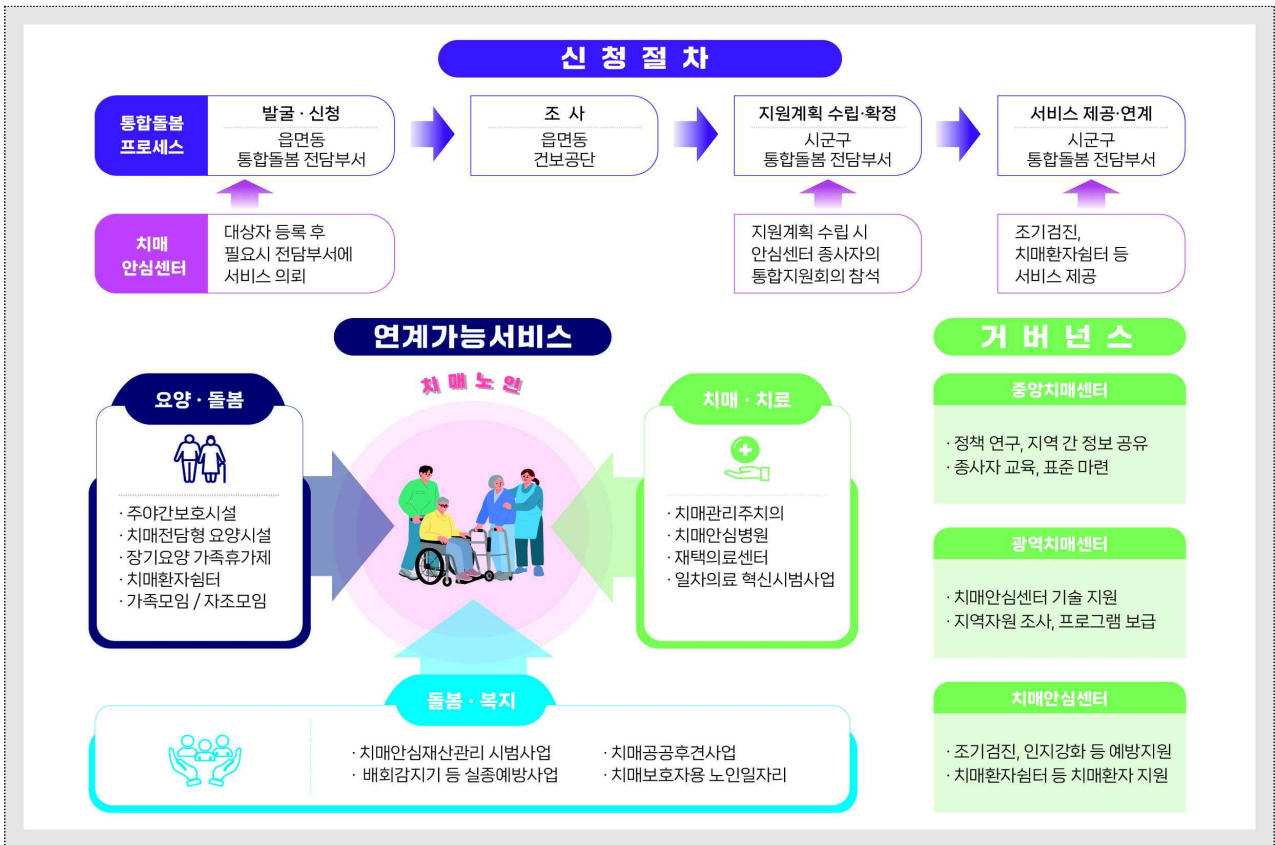 신청절차
통합돌봄
프로세스
발굴 · 신청
읍면동
통합돌봄 전담부서
조 사
읍면동
건보공단
지원계획 수립·확정
시군구
통합돌봄 전담부서
서비스 제공·연계
시군구
통합돌봄 전담부서
치매
안심센터
대상자 등록 후
필요시 전담부서에
서비스 의뢰
지원계획 수립 시
안심센터 종사자의
통합지원회의 참석
조기검진,
치매환자쉼터 등
서비스 제공
연계가능서비스
치매노인
요양 · 돌봄
· 주야간보호시설
· 치매전담형 요양시설
· 장기요양 가족휴가제
· 치매환자쉼터
· 가족모임 / 자조모임
치매 · 치료
· 치매관리주치의
· 치매안심병원
· 재택의료센터
· 일차의료 혁신시범사업
돌봄 · 복지
· 치매안심재산관리 시범사업
· 배회감지기 등 실종예방사업
· 치매공공후견사업
· 치매보호자용 노인일자리
거버넌스
중앙치매센터
· 정책 연구, 지역 간 정보 공유
· 종사자 교육, 표준 마련
광역치매센터
· 치매안심센터 기술 지원
· 지역자원 조사, 프로그램 보급
치매안심센터
· 조기검진, 인지강화 등 예방지원
· 치매환자쉼터 등 치매환자 지원